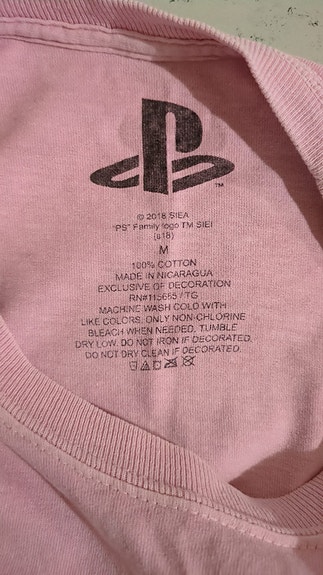 ™
© 2018 SIEA
"PS" Family logo TM SIEI
(s18)
M
100% COTTON
MADE IN NICARAGUA
EXCLUSIVE OF DECORATION
RN#115665 / TG
MACHINE WASH COLD WITH
LIKE COLORS, ONLY NON-CHLORINE
BLEACH WHEN NEEDED, TUMBLE
DRY LOW. DO NOT IRON IF DECORATED.
DO NOT DRY CLEAN IF DECORATED.